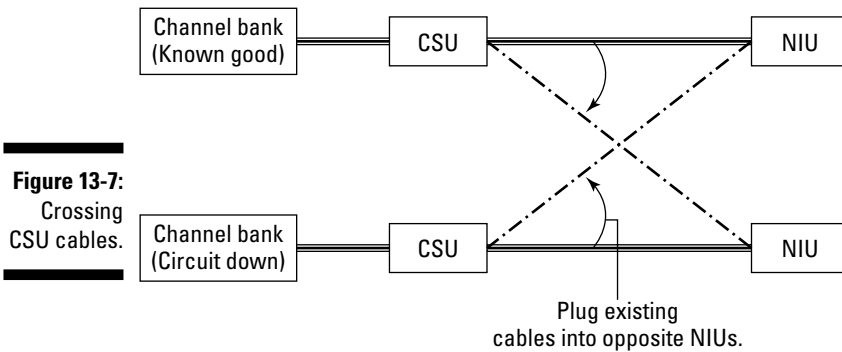 Channel bank
(Known good)
CSU
NIU
Figure 13-7:
Crossing
CSU cables.
Channel bank
(Circuit down)
CSU
NIU
Plug existing
cables into opposite NIUs.